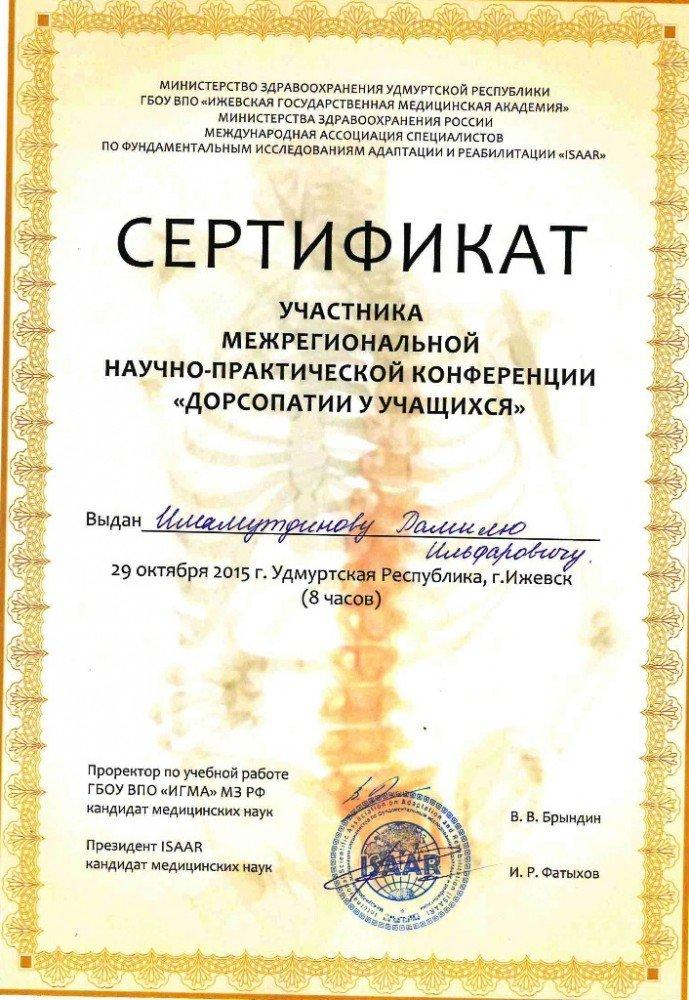 МИНИСТЕРСТВО ЗДРАВООХРАНЕНИЯ УДМУРТСКОЙ РЕСПУБЛИКИ
ГБОУ ВПО «ИЖЕВСКАЯ ГОСУДАРСТВЕННАЯ МЕДИЦИНСКАЯ АКАДЕМИЯ»
МИНИСТЕРСТВА ЗДРАВООХРАНЕНИЯ РОССИИ
МЕЖДУНАРОДНАЯ АССОЦИАЦИЯ СПЕЦИАЛИСТОВ
ПО ФУНДАМЕНТАЛЬНЫМ ИССЛЕДОВАНИЯМ АДАПТАЦИИ И РЕАБИЛИТАЦИИ «ISAAR»
СЕРТИФИКАТ
УЧАСТНИКА
МЕЖРЕГИОНАЛЬНОЙ
НАУЧНО-ПРАКТИЧЕСКОЙ КОНФЕРЕНЦИИ
«ДОРСОПАТИИ У УЧАЩИХСЯ»
Выдан Имамутдинову Рамилю
Ильфаровичу.
29 октября 2015 г. Удмуртская Республика, г.Ижевск
(8 часов)
Проректор по учебной работе
ГБОУ ВПО «ИГМА» МЗ РФ
кандидат медицинских наук
В. В. Брындин
Президент ISAAR
кандидат медицинских наук
И. Р. Фатыхов
ISAAR